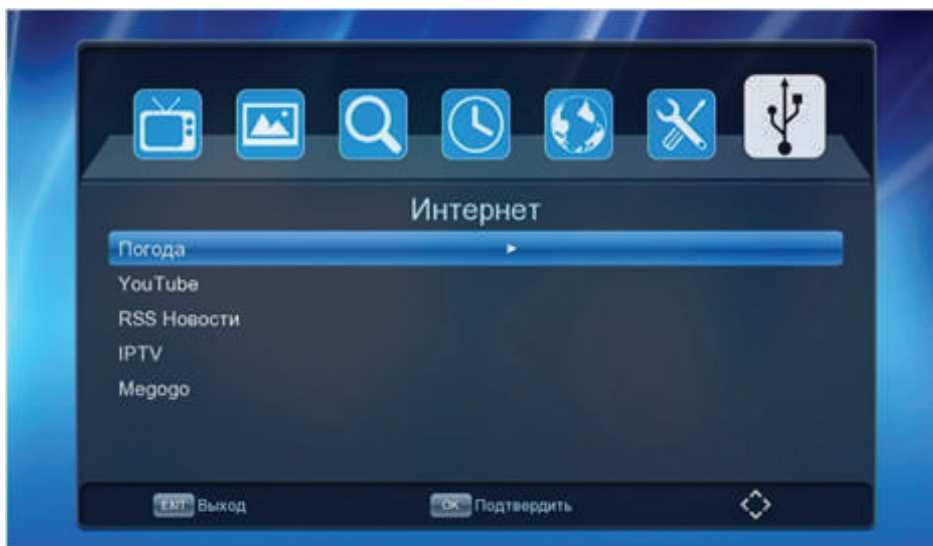 Интернет
Погода
YouTube
RSS Новости
IPTV
Megogo
EXIT Выход OK Подтвердить